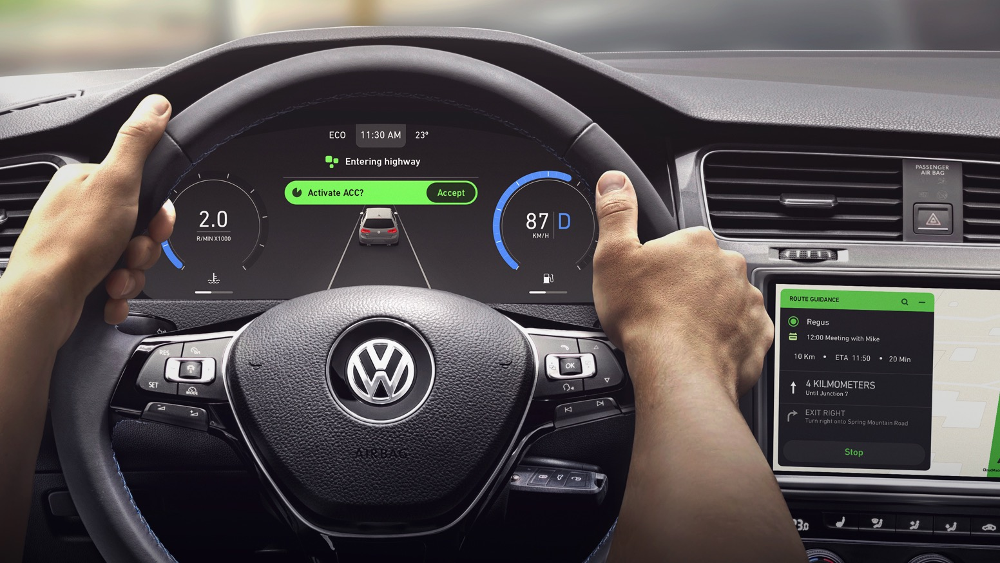 ECO 11:30 AM 23°
Entering highway
Activate ACC? Accept
2.0
R/MIN X1000
87 D
KM/H
PASSENGER
AIR BAG
RES
SET
MODE
OK
AIRBAG
ROUTE GUIDANCE
Regus
12:00 Meeting with Mike
10 Km • ETA 11:50 • 20 Min
4 KILMOMETERS
Until Junction 7
EXIT RIGHT
Turn right onto Spring Mountain Road
Stop